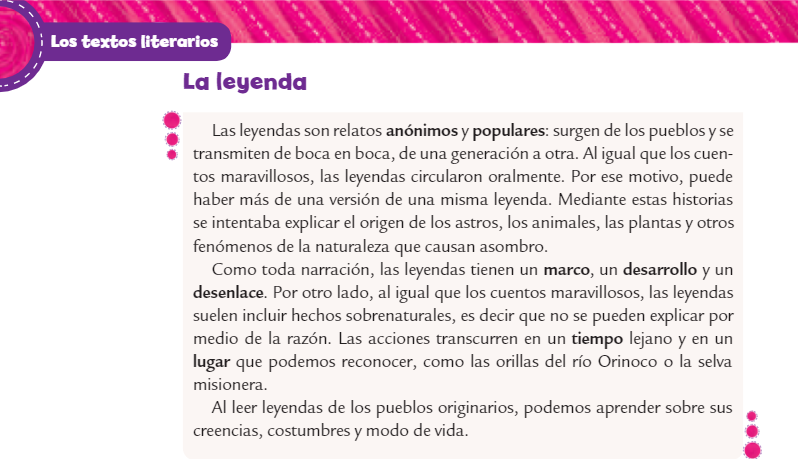 Los textos literarios
La leyenda
Las leyendas son relatos anónimos y populares: surgen de los pueblos y se
transmiten de boca en boca, de una generación a otra. Al igual que los cuen-
tos maravillosos, las leyendas circularon oralmente. Por ese motivo, puede
haber más de una versión de una misma leyenda. Mediante estas historias
se intentaba explicar el origen de los astros, los animales, las plantas y otros
fenómenos de la naturaleza que causan asombro.
Como toda narración, las leyendas tienen un marco, un desarrollo y un
desenlace. Por otro lado, al igual que los cuentos maravillosos, las leyendas
suelen incluir hechos sobrenaturales, es decir que no se pueden explicar por
medio de la razón. Las acciones transcurren en un tiempo lejano y en un
lugar que podemos reconocer, como las orillas del río Orinoco o la selva
misionera.
Al leer leyendas de los pueblos originarios, podemos aprender sobre sus
creencias, costumbres y modo de vida.